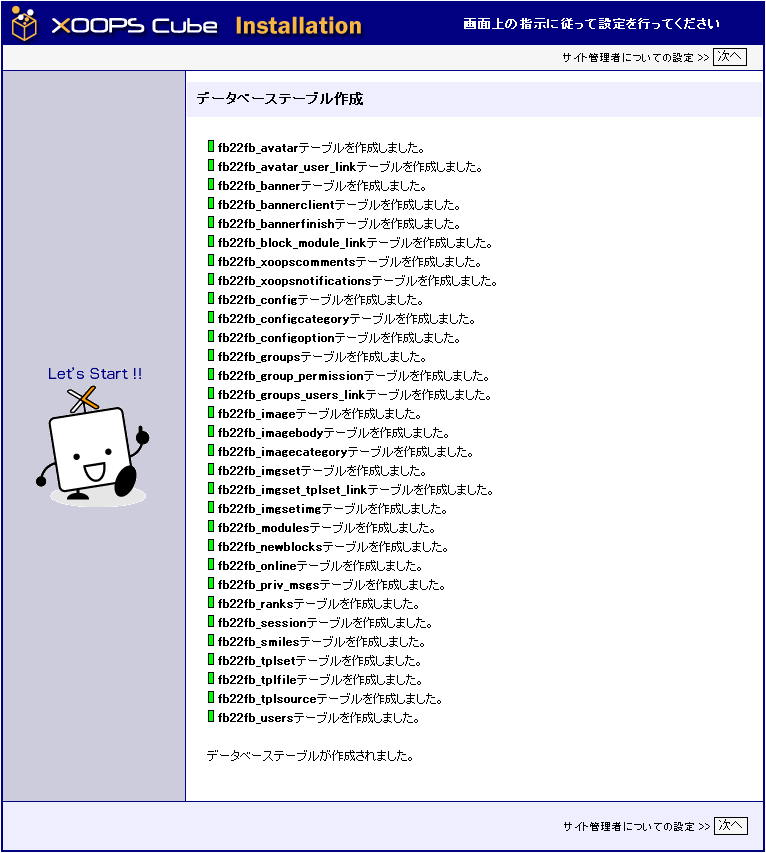 XOOPS Cube Installation 画面上の指示に従って設定を行ってください
サイト管理者についての設定 >> 次へ
データベーステーブル作成
fb22fb_avatarテーブルを作成しました。
fb22fb_avatar_user_linkテーブルを作成しました。
fb22fb_bannerテーブルを作成しました。
fb22fb_bannerclientテーブルを作成しました。
fb22fb_bannerfinishテーブルを作成しました。
fb22fb_block_module_linkテーブルを作成しました。
fb22fb_xoopscommentsテーブルを作成しました。
fb22fb_xoopsnotificationsテーブルを作成しました。
fb22fb_configテーブルを作成しました。
fb22fb_configcategoryテーブルを作成しました。
fb22fb_configoptionテーブルを作成しました。
fb22fb_groupsテーブルを作成しました。
fb22fb_group_permissionテーブルを作成しました。
fb22fb_groups_users_linkテーブルを作成しました。
fb22fb_imageテーブルを作成しました。
fb22fb_imagebodyテーブルを作成しました。
fb22fb_imagecategoryテーブルを作成しました。
fb22fb_imgsetテーブルを作成しました。
fb22fb_imgset_tplset_linkテーブルを作成しました。
fb22fb_imgsetimgテーブルを作成しました。
fb22fb_modulesテーブルを作成しました。
fb22fb_newblocksテーブルを作成しました。
fb22fb_onlineテーブルを作成しました。
fb22fb_priv_msgsテーブルを作成しました。
fb22fb_ranksテーブルを作成しました。
fb22fb_sessionテーブルを作成しました。
fb22fb_smilesテーブルを作成しました。
fb22fb_tplsetテーブルを作成しました。
fb22fb_tplfileテーブルを作成しました。
fb22fb_tplsourceテーブルを作成しました。
fb22fb_usersテーブルを作成しました。
データベーステーブルが作成されました。
Let's Start !!
サイト管理者についての設定 >> 次へ